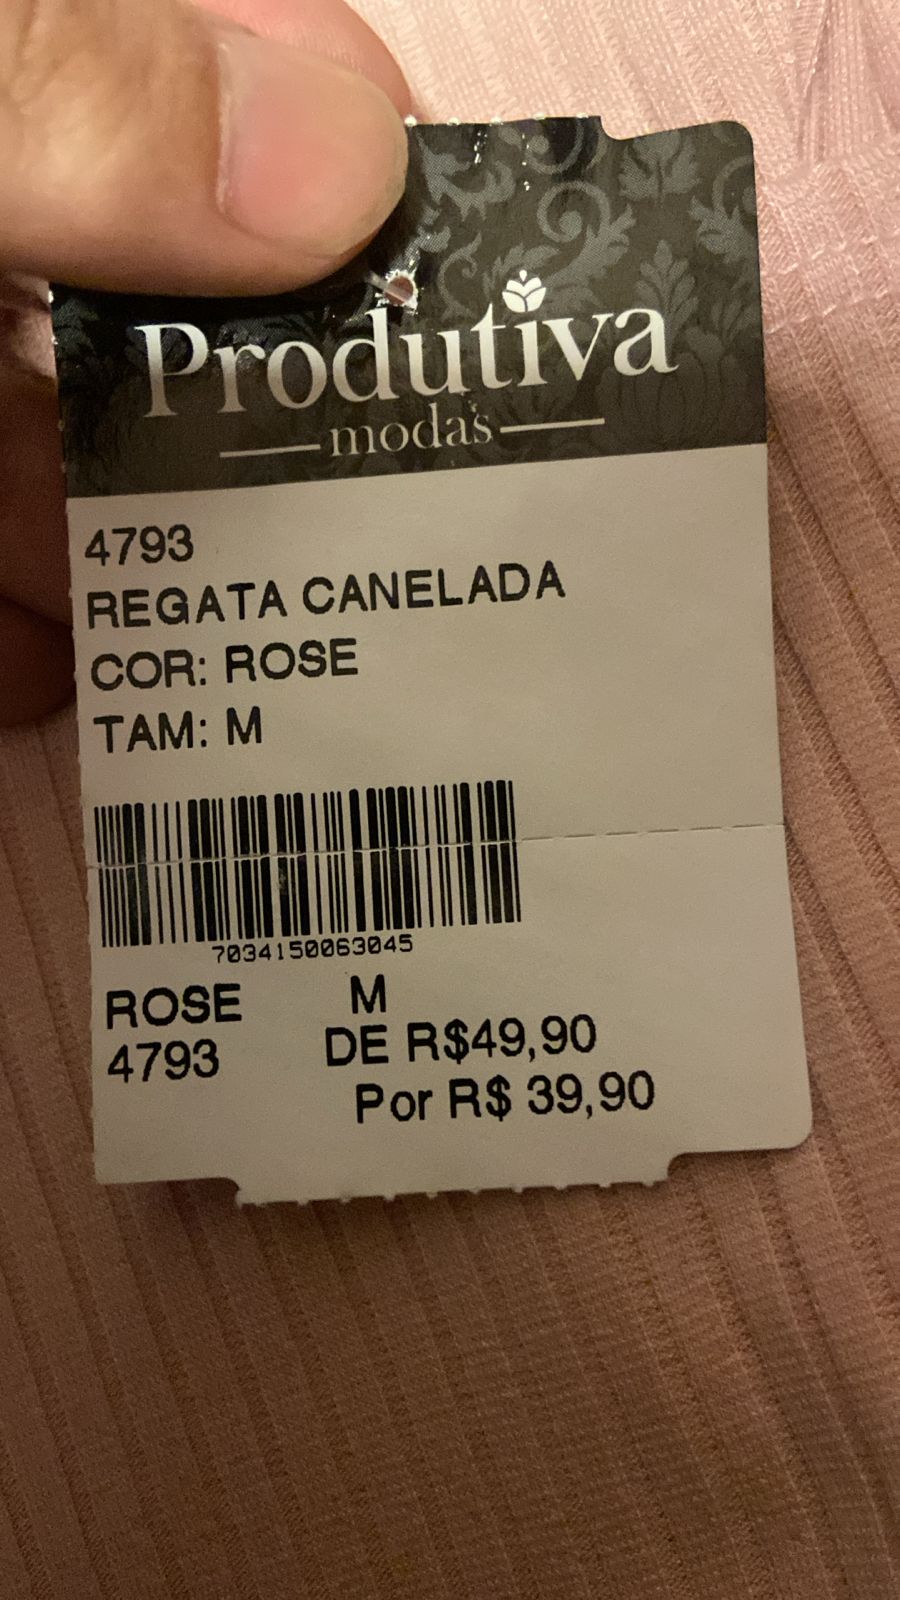 Produtiva
modas
4793
REGATA CANELADA
COR: ROSE
TAM: M
7034150063045
ROSE M
4793 DE R$49,90
Por R$ 39,90